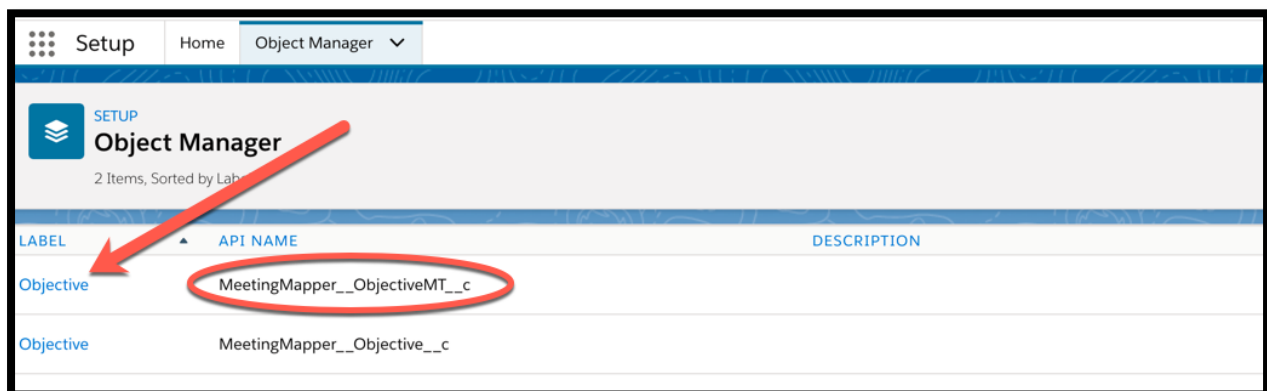 Setup Home Object Manager
SETUP
Object Manager
2 Items, Sorted by Lab
LABEL API NAME DESCRIPTION
Objective MeetingMapper__ObjectiveMT__c
Objective MeetingMapper__Objective__c